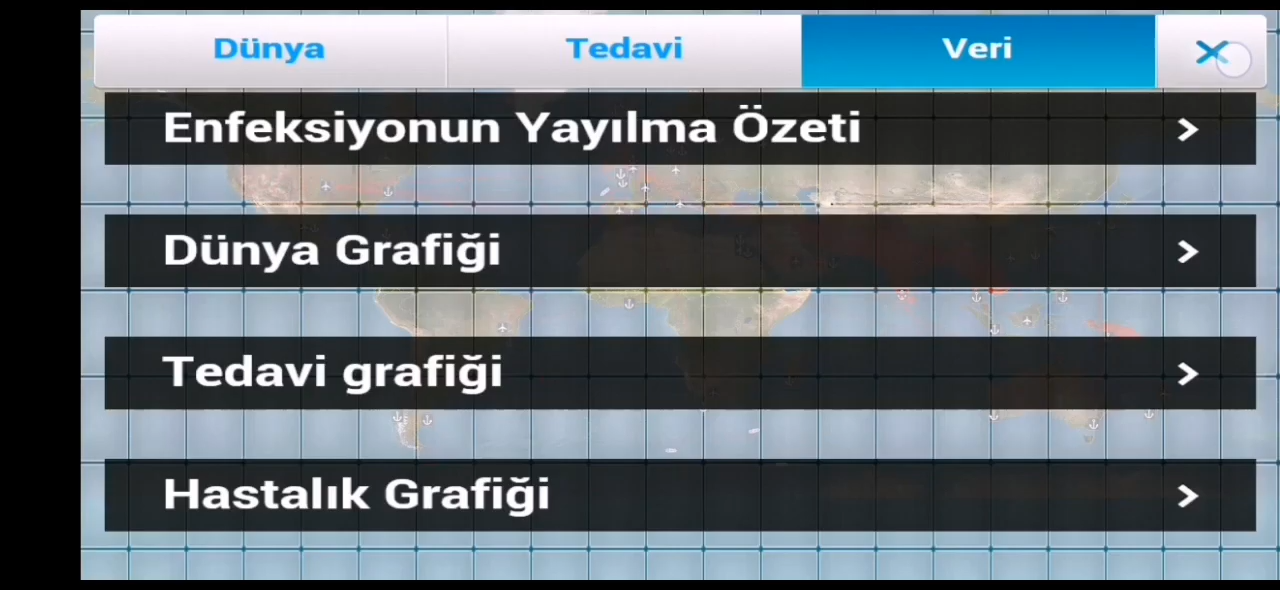 Dünya Tedavi Veri
Enfeksiyonun Yayılma Özeti
Dünya Grafiği
Tedavi grafiği
Hastalık Grafiği